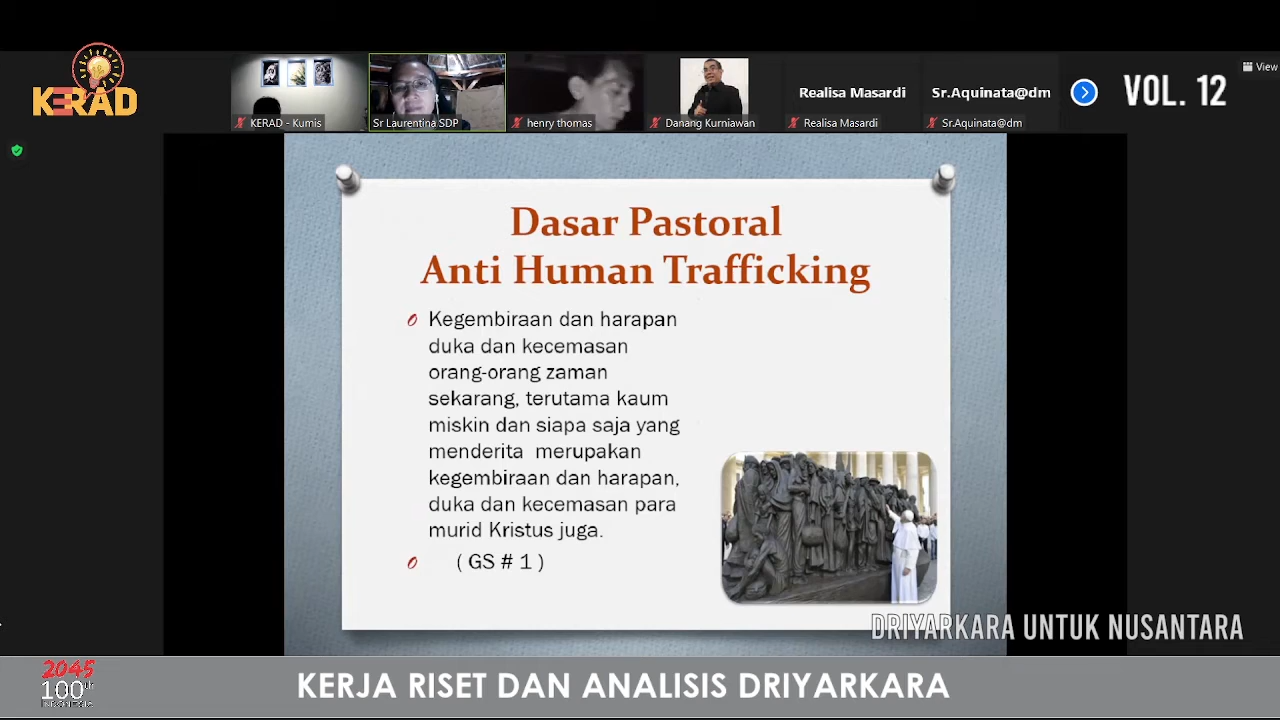 KERAD
View
VOL. 12
Realisa Masardi
Sr.Aquinata@dm
KERAD - Kumis
Sr Laurentina SDP
henry thomas
Danang Kurniawan
Realisa Masardi
Sr.Aquinata@dm
Dasar Pastoral
Anti Human Trafficking
Kegembiraan dan harapan
duka dan kecemasan
orang-orang zaman
sekarang, terutama kaum
miskin dan siapa saja yang
menderita merupakan
kegembiraan dan harapan,
duka dan kecemasan para
murid Kristus juga.
( GS # 1 )
DRIYARKARA UNTUK NUSANTARA
2045
100th
INDONESIA
KERJA RISET DAN ANALISIS DRIYARKARA